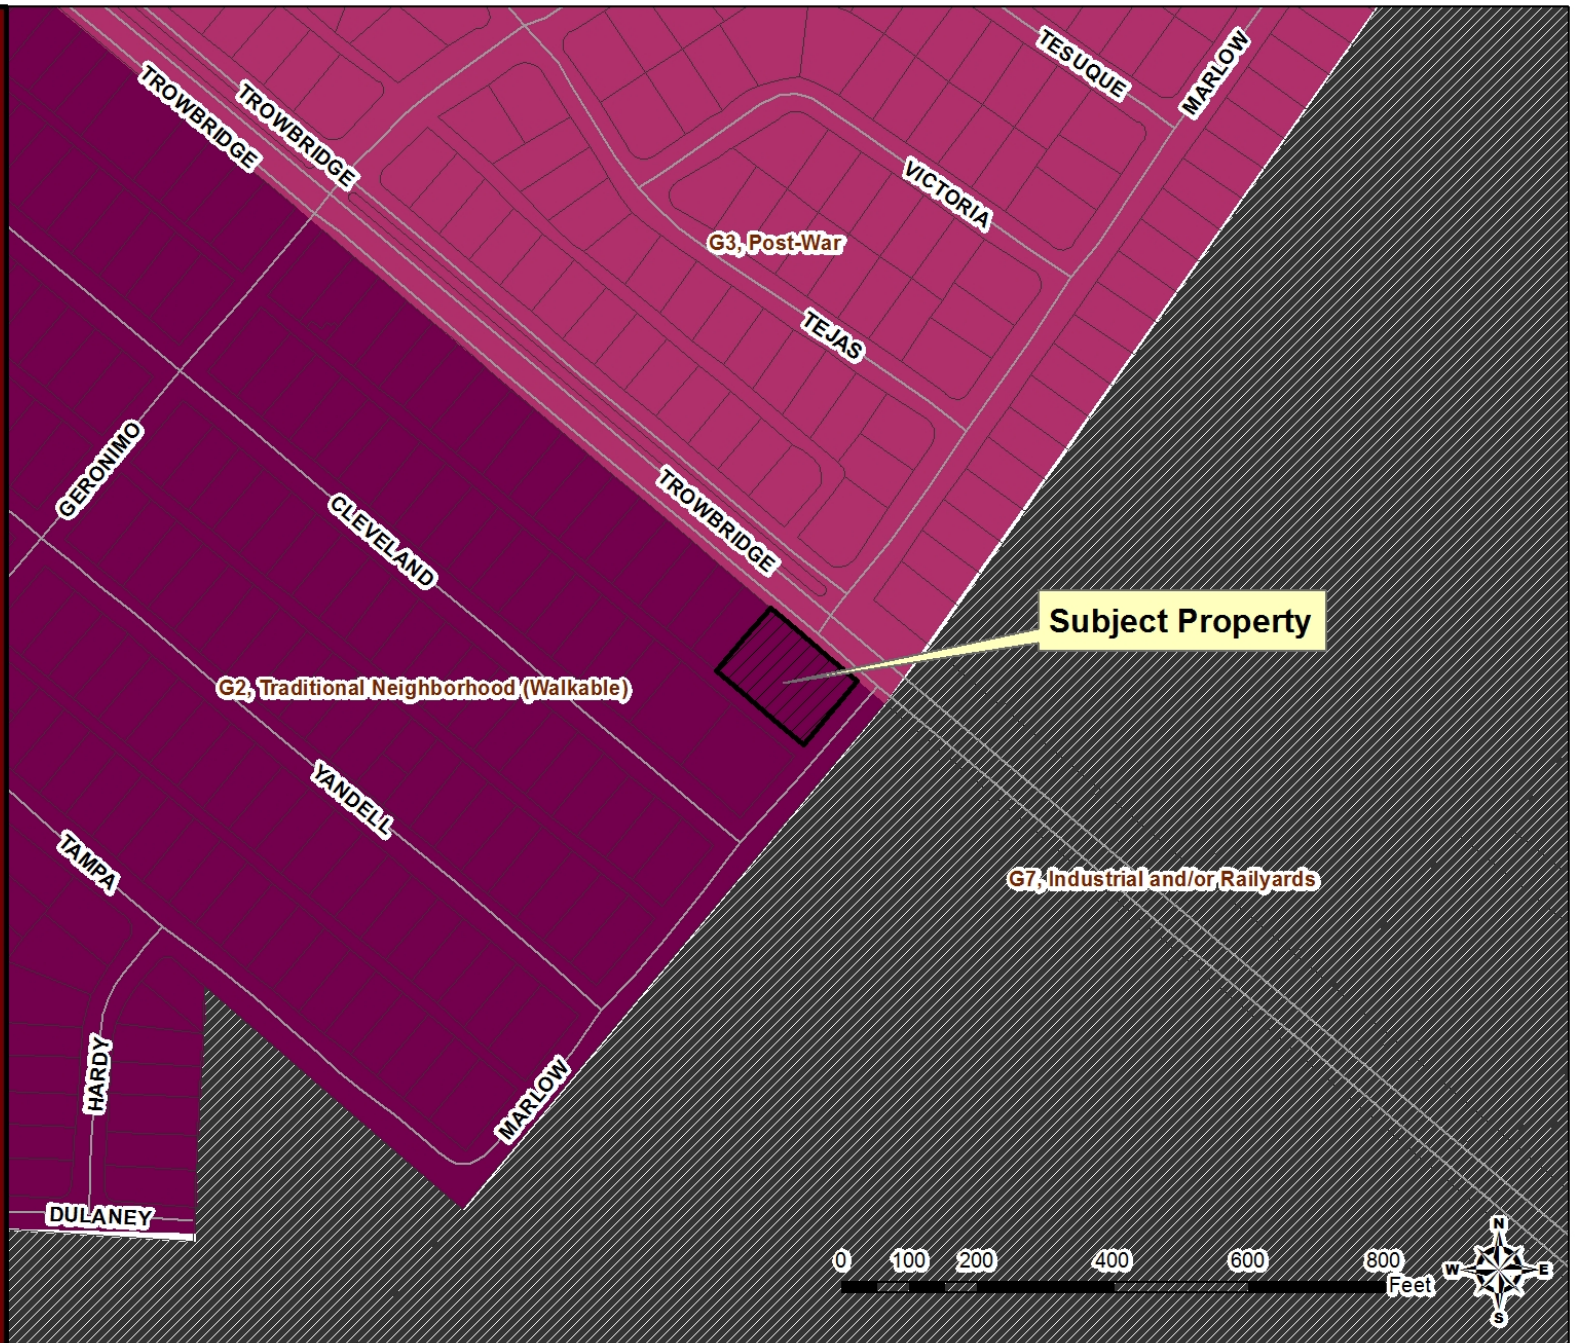 TESUQUE
MARLOW
TROWBRIDGE
TROWBRIDGE
VICTORIA
G3, Post-War
TEJAS
GERONIMO
CLEVELAND
TROWBRIDGE
Subject Property
G2, Traditional Neighborhood (Walkable)
YANDELL
TAMPA
G7, Industrial and/or Railyards
HARDY
MARLOW
DULANEY
0 100 200 400 600 800
Feet
N
W E
S